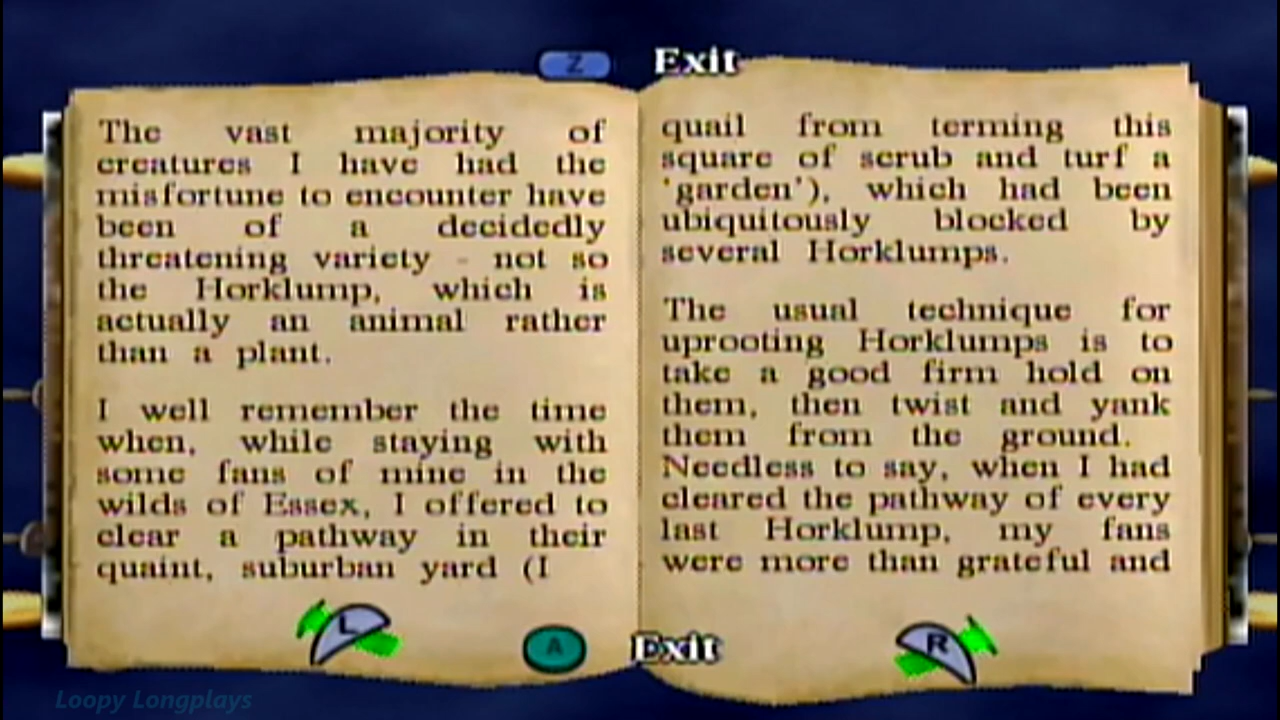 Z Exit
The vast majority of
creatures I have had the
misfortune to encounter have
been of a decidedly
threatening variety - not so
the Horklump, which is
actually an animal rather
than a plant.
I well remember the time
when, while staying with
some fans of mine in the
wilds of Essex, I offered to
clear a pathway in their
quaint, suburban yard (I
quail from terming this
square of scrub and turf a
'garden'), which had been
ubiquitously blocked by
several Horklumps.
The usual technique for
uprooting Horklumps is to
take a good firm hold on
them, then twist and yank
them from the ground.
Needless to say, when I had
cleared the pathway of every
last Horklump, my fans
were more than grateful and
L A Exit R
Loopy Longplays